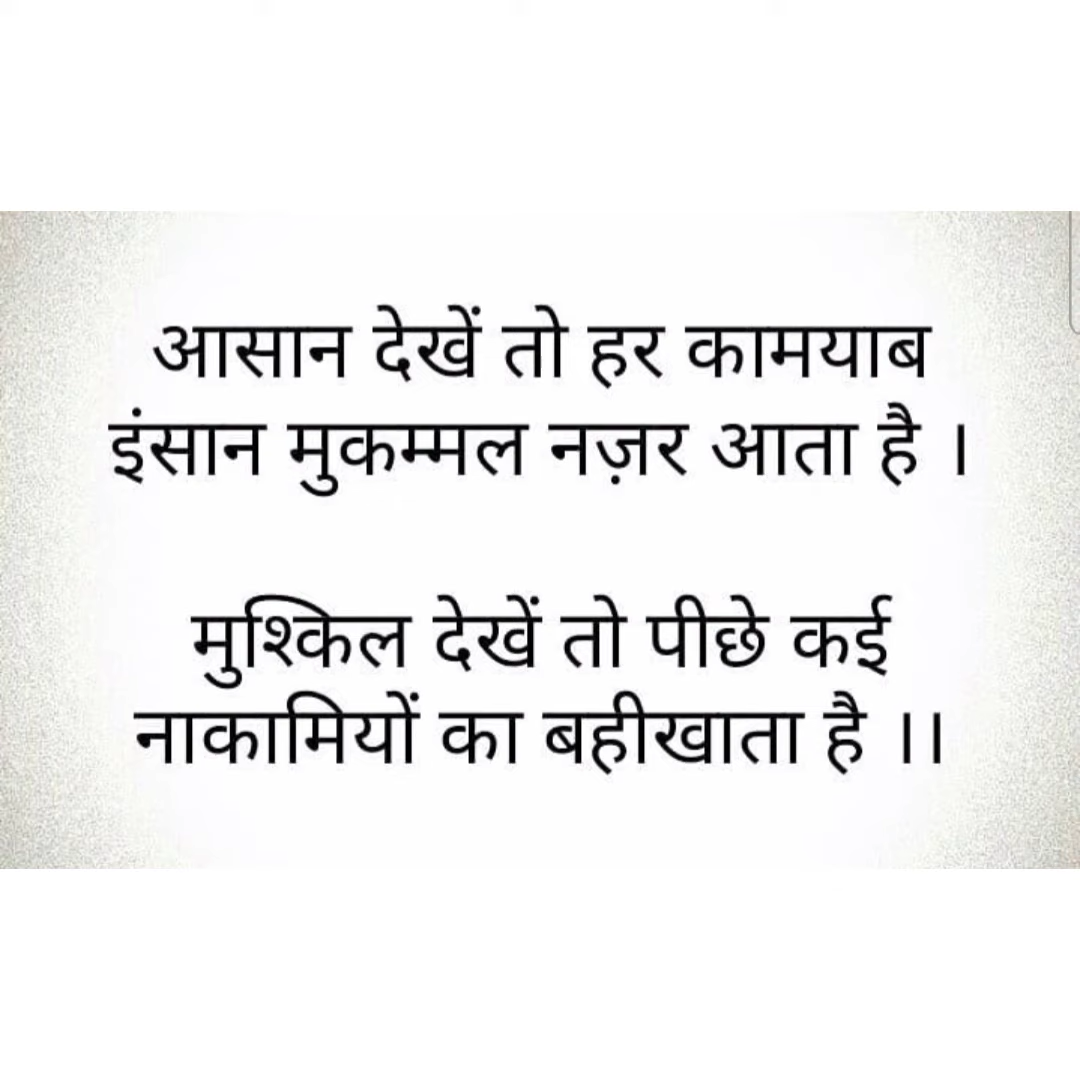 आसान देखें तो हर कामयाब
इंसान मुकम्मल नज़र आता है ।
मुश्किल देखें तो पीछे कई
नाकामियों का बहीखाता है ।।